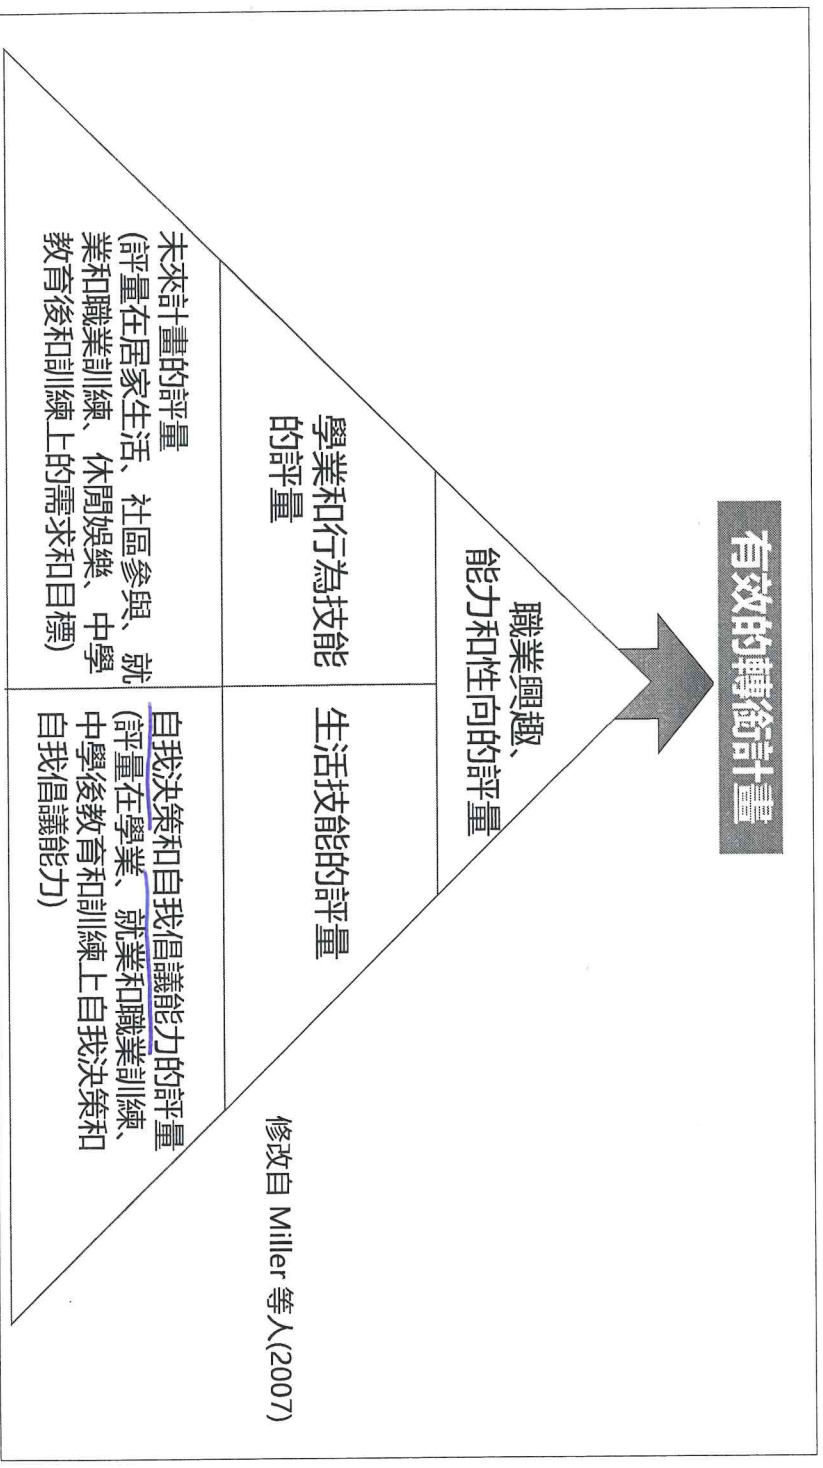 有效的轉銜計畫
職業興趣、
能力和性向的評量
學業和行為技能
的評量
生活技能的評量
未來計畫的評量
(評量在居家生活、社區參與、就
業和職業訓練、休閒娛樂、中學
教育後和訓練上的需求和目標)
自我決策和自我倡議能力的評量
(評量在學業、就業和職業訓練、
中學後教育和訓練上自我決策和
自我倡議能力)
修改自 Miller 等人(2007)